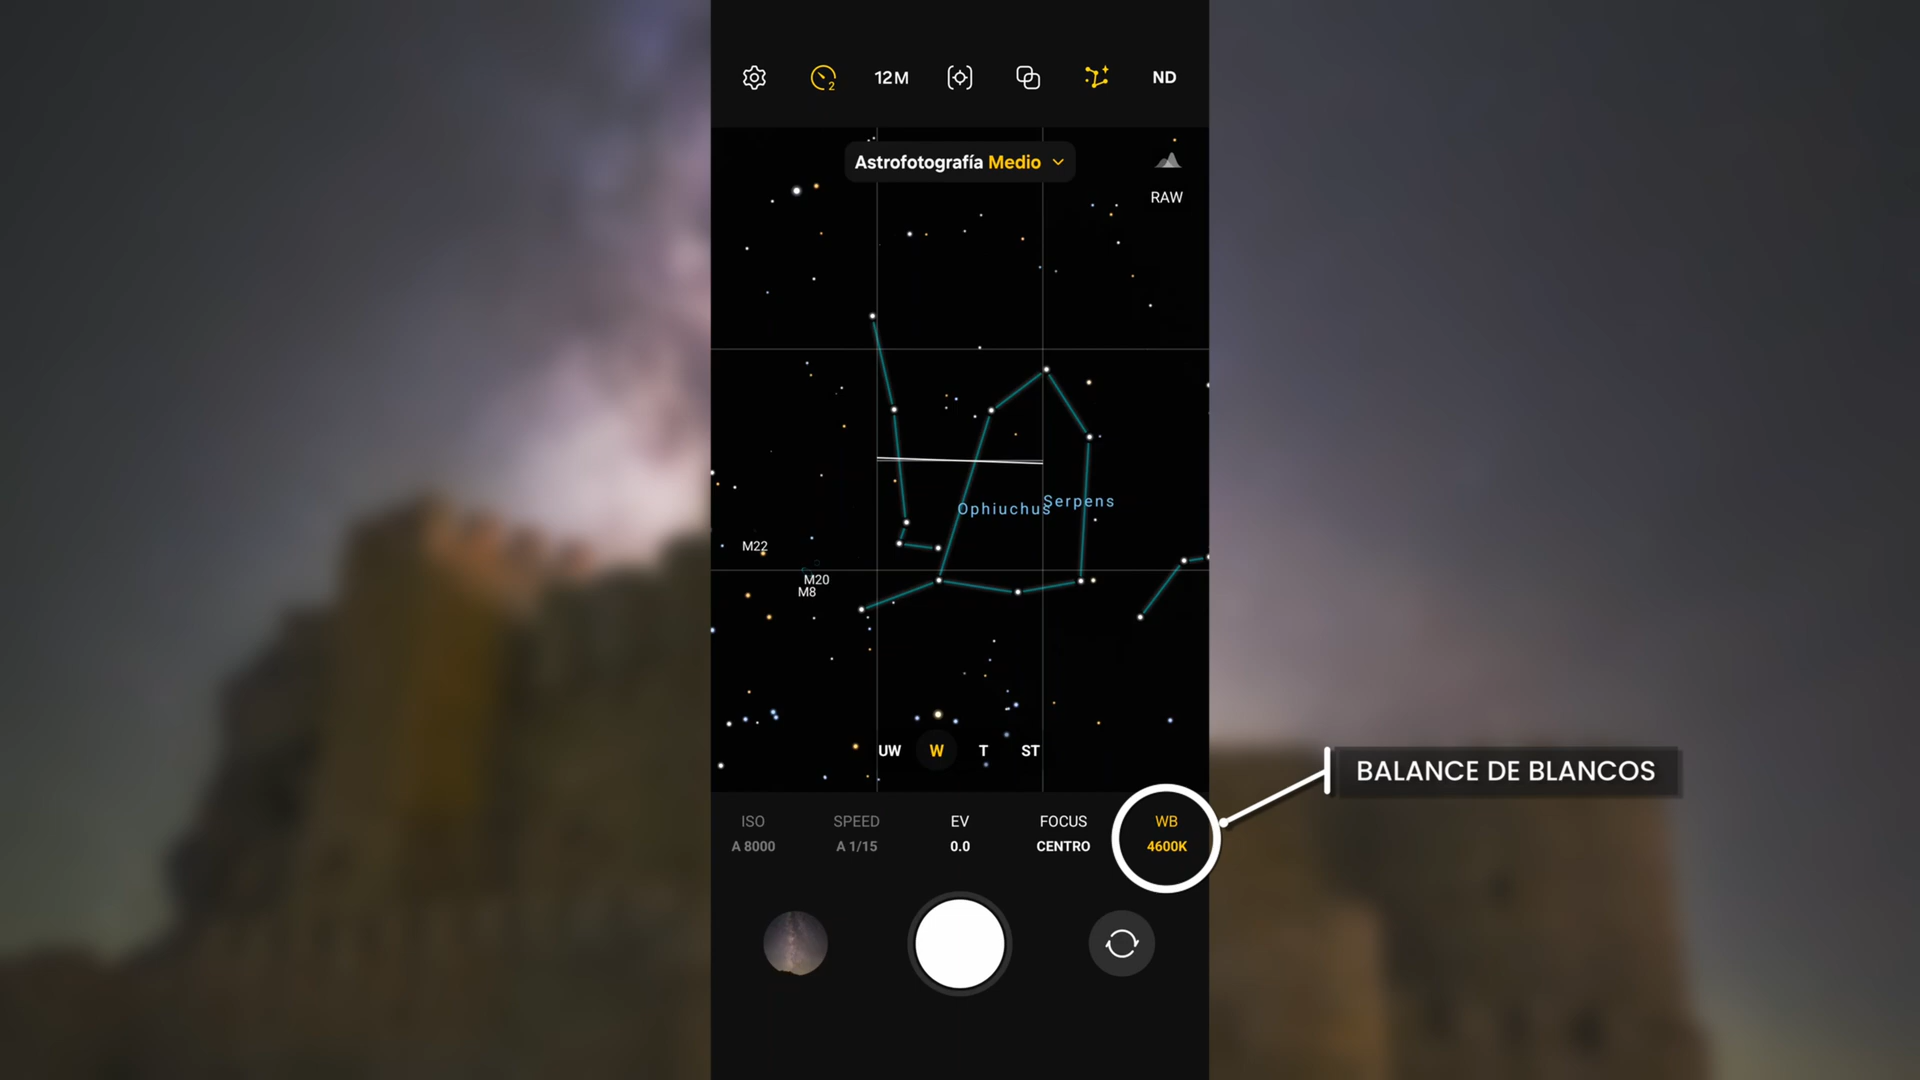 2 12M ND
Astrofotografía Medio
RAW
Ophiuchus Serpens
M22
M20
M8
UW W T ST
ISO SPEED EV FOCUS WB
A 8000 A 1/15 0.0 CENTRO 4600K
BALANCE DE BLANCOS